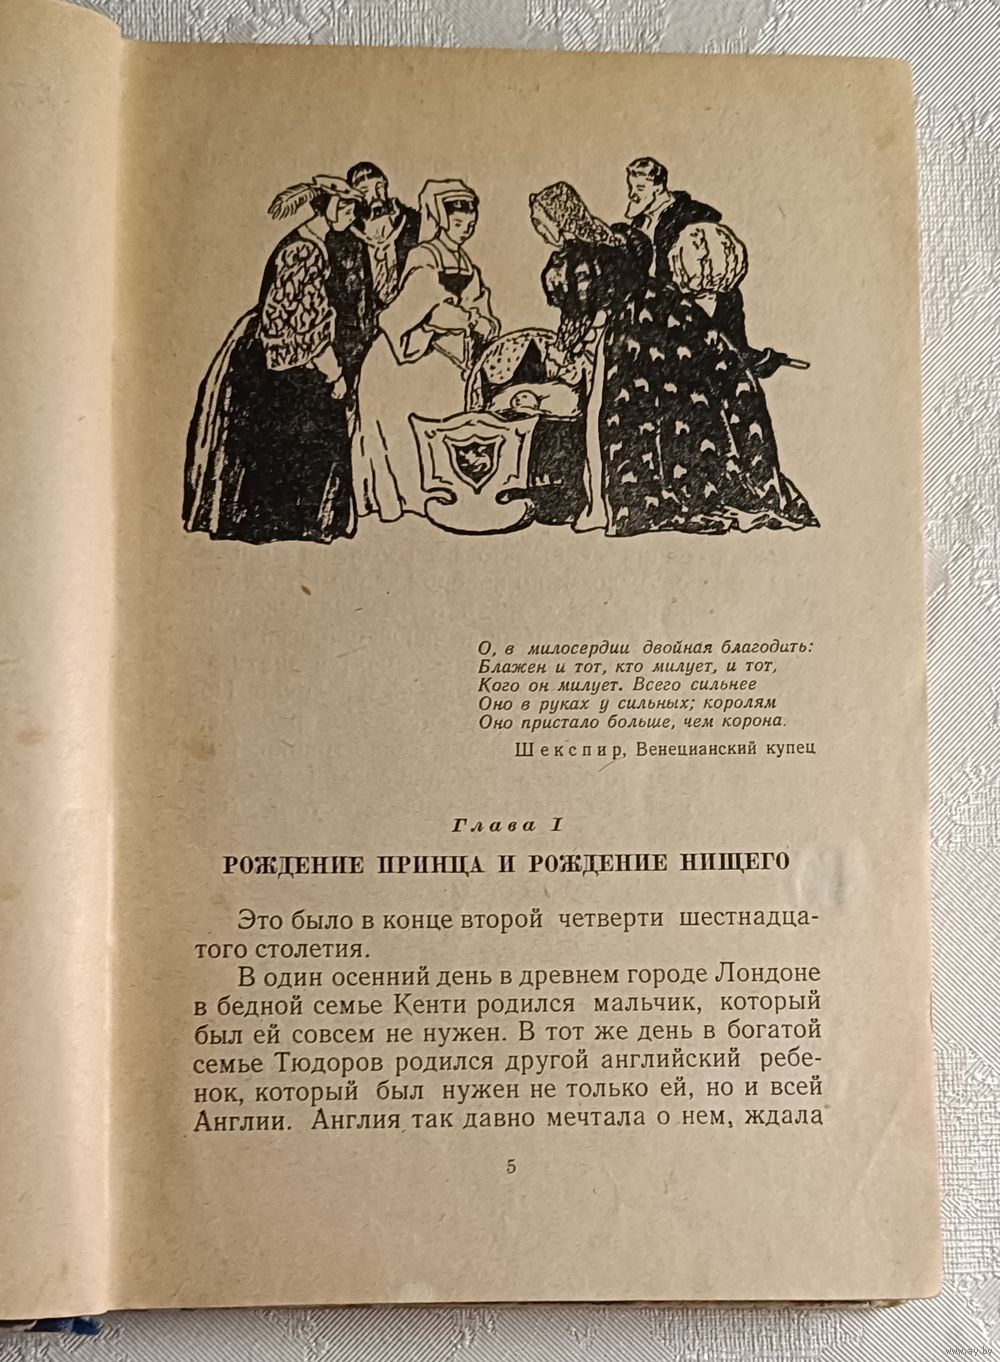 О, в милосердии двойная благодать:
Блажен и тот, кто милует, и тот,
Кого он милует. Всего сильнее
Оно в руках у сильных; королям
Оно пристало больше, чем корона.
Шекспир, Венецианский купец
Глава I
РОЖДЕНИЕ ПРИНЦА И РОЖДЕНИЕ НИЩЕГО
Это было в конце второй четверти шестнадца-
того столетия.
В один осенний день в древнем городе Лондоне
в бедной семье Кенти родился мальчик, который
был ей совсем не нужен. В тот же день в богатой
семье Тюдоров родился другой английский ребе-
нок, который был нужен не только ей, но и всей
Англии. Англия так давно мечтала о нем, ждала
5
www.ay.by